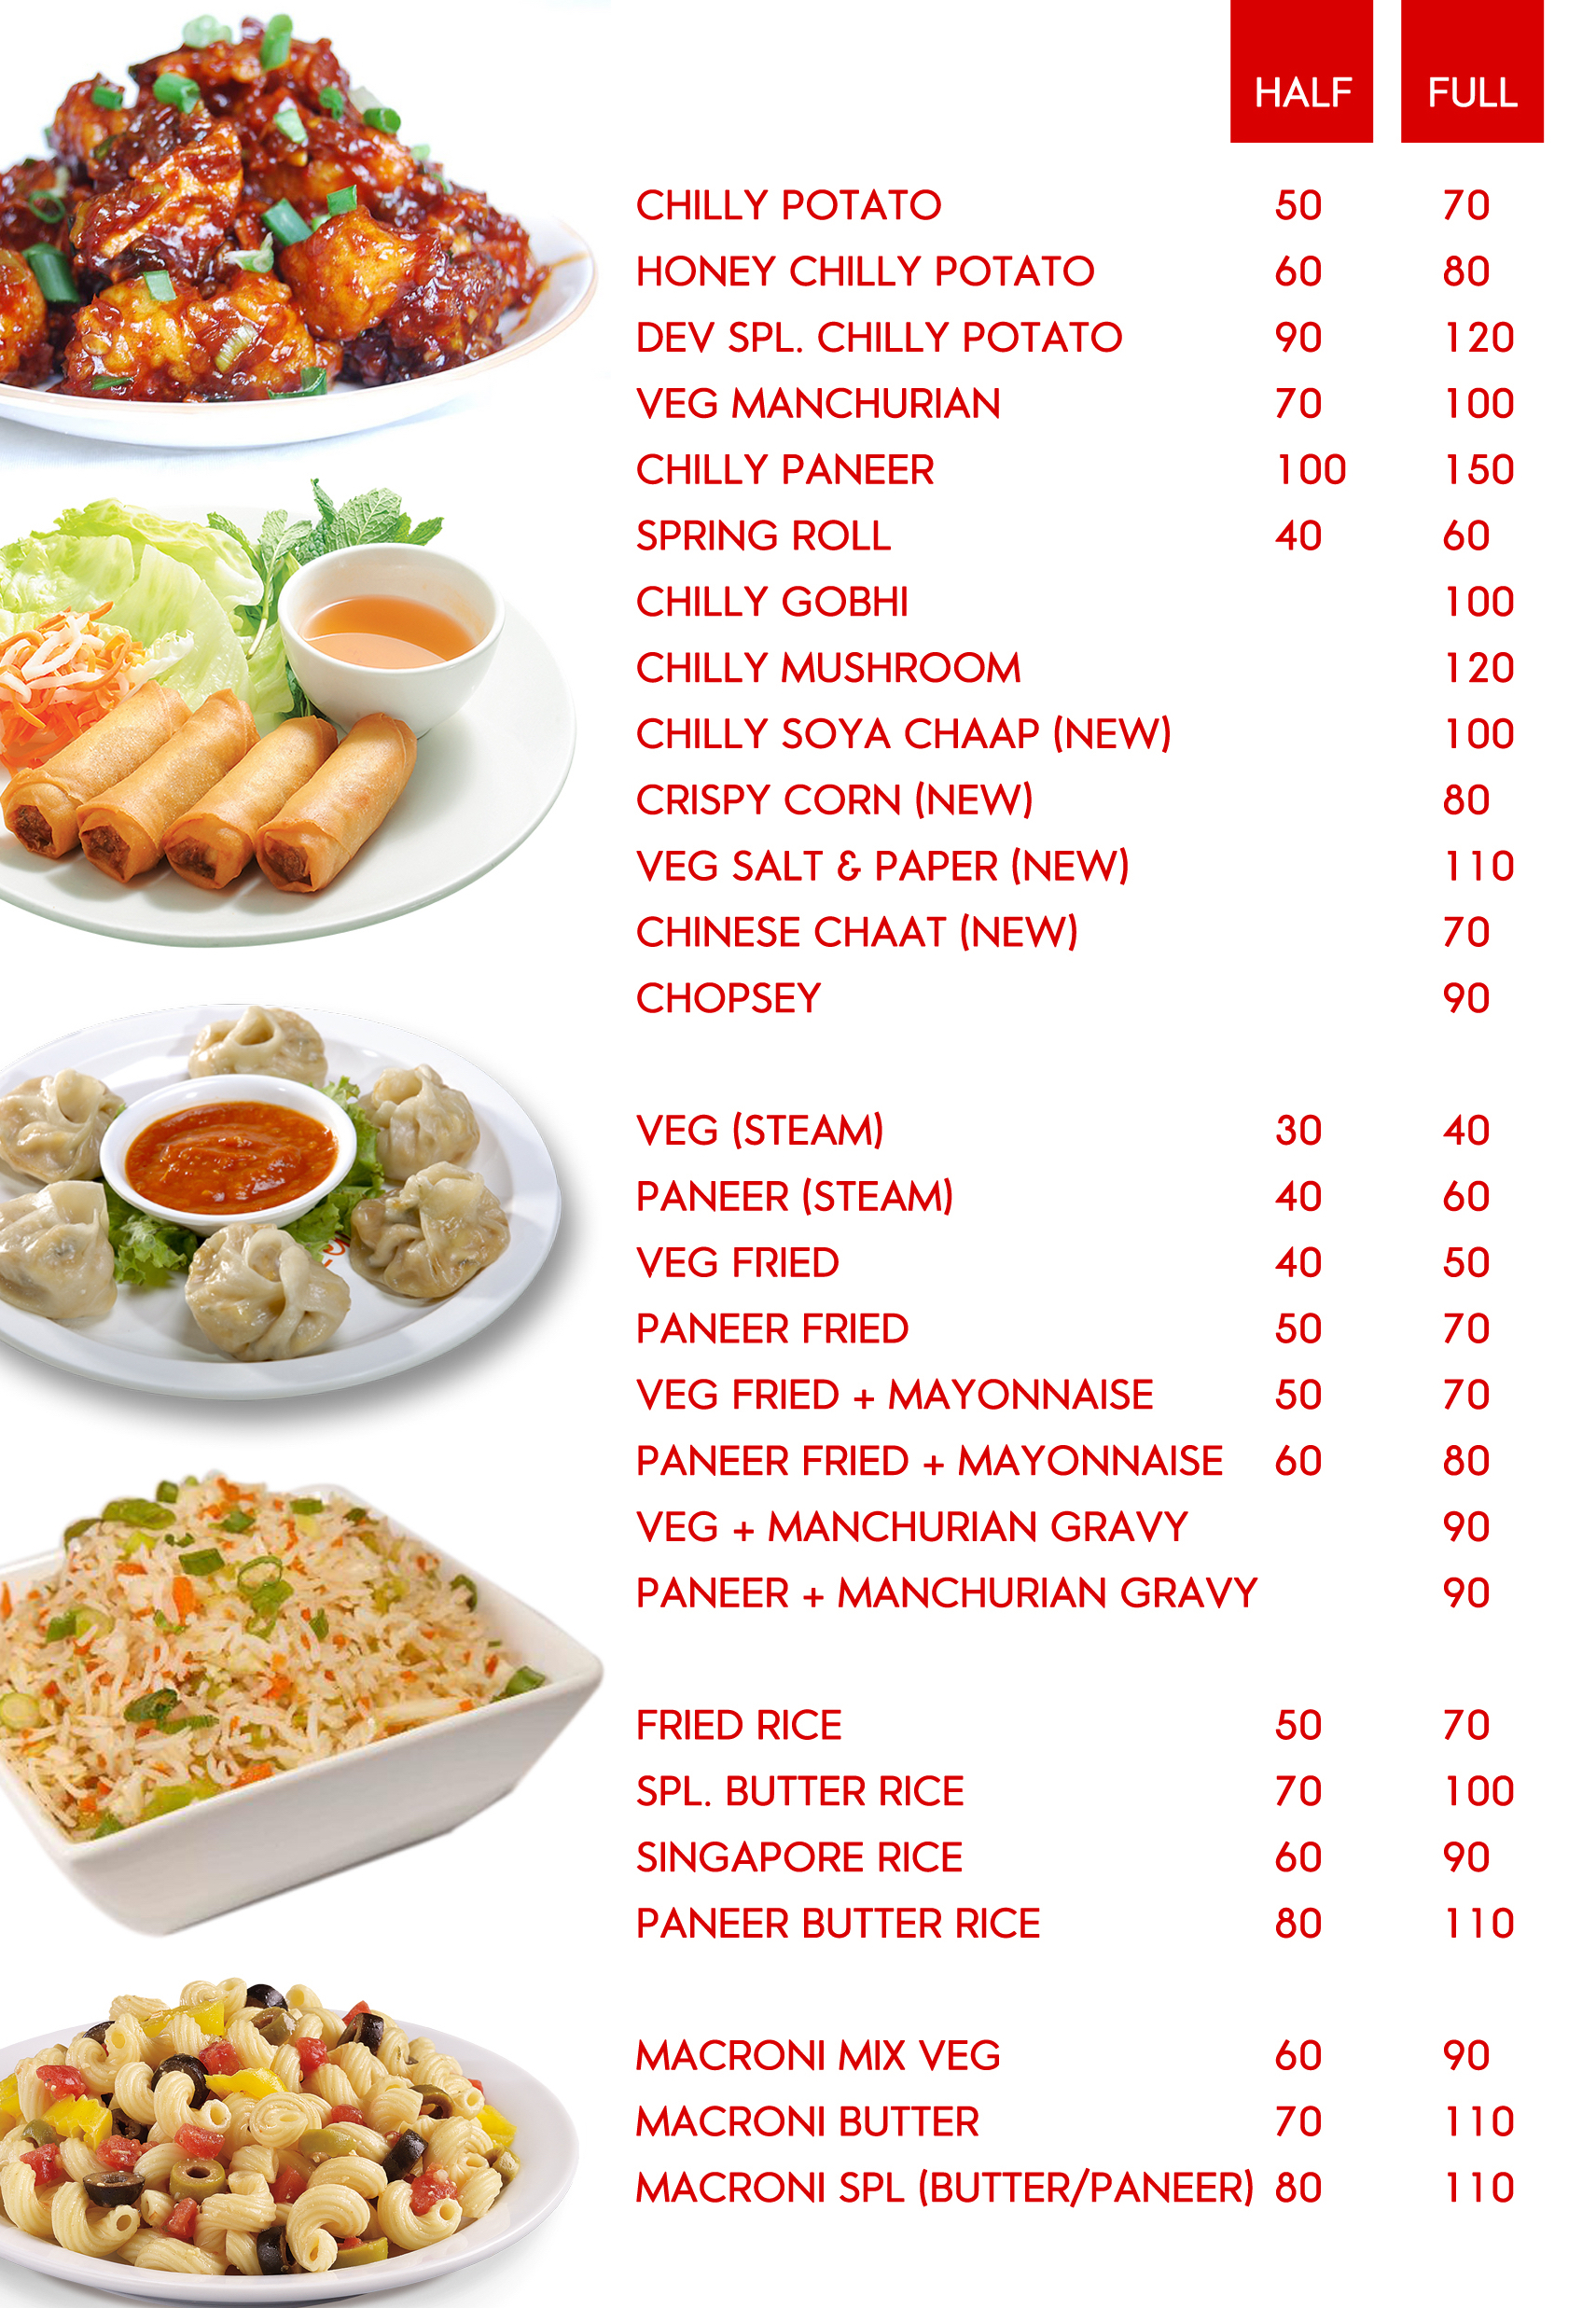 HALF FULL
CHILLY POTATO 50 70
HONEY CHILLY POTATO 60 80
DEV SPL. CHILLY POTATO 90 120
VEG MANCHURIAN 70 100
CHILLY PANEER 100 150
SPRING ROLL 40 60
CHILLY GOBHI 100
CHILLY MUSHROOM 120
CHILLY SOYA CHAAP (NEW) 100
CRISPY CORN (NEW) 80
VEG SALT & PAPER (NEW) 110
CHINESE CHAAT (NEW) 70
CHOPSEY 90
VEG (STEAM) 30 40
PANEER (STEAM) 40 60
VEG FRIED 40 50
PANEER FRIED 50 70
VEG FRIED + MAYONNAISE 50 70
PANEER FRIED + MAYONNAISE 60 80
VEG + MANCHURIAN GRAVY 90
PANEER + MANCHURIAN GRAVY 90
FRIED RICE 50 70
SPL. BUTTER RICE 70 100
SINGAPORE RICE 60 90
PANEER BUTTER RICE 80 110
MACRONI MIX VEG 60 90
MACRONI BUTTER 70 110
MACRONI SPL (BUTTER/PANEER) 80 110